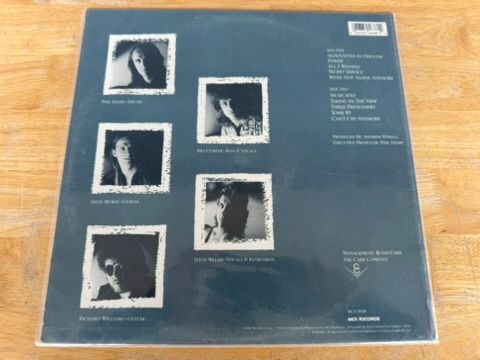 Phil Ehart~Drums
Billy Greer~Bass & Vocals
Steve Morse~Guitar
Steve Walsh~Vocals & Keyboards
Richard Williams~Guitar
Side One
Silhouettes In Disguise
Power
All I Wanted
Secret Service
We're Not Alone Anymore
Side Two
Musicatto
Taking In The View
Three Pretenders
Tomb 19
Can't Cry Anymore
Produced By Andrew Powell
Executive Producer: Phil Ehart
Management: Budd Carr
The Carr Company
MCA RECORDS